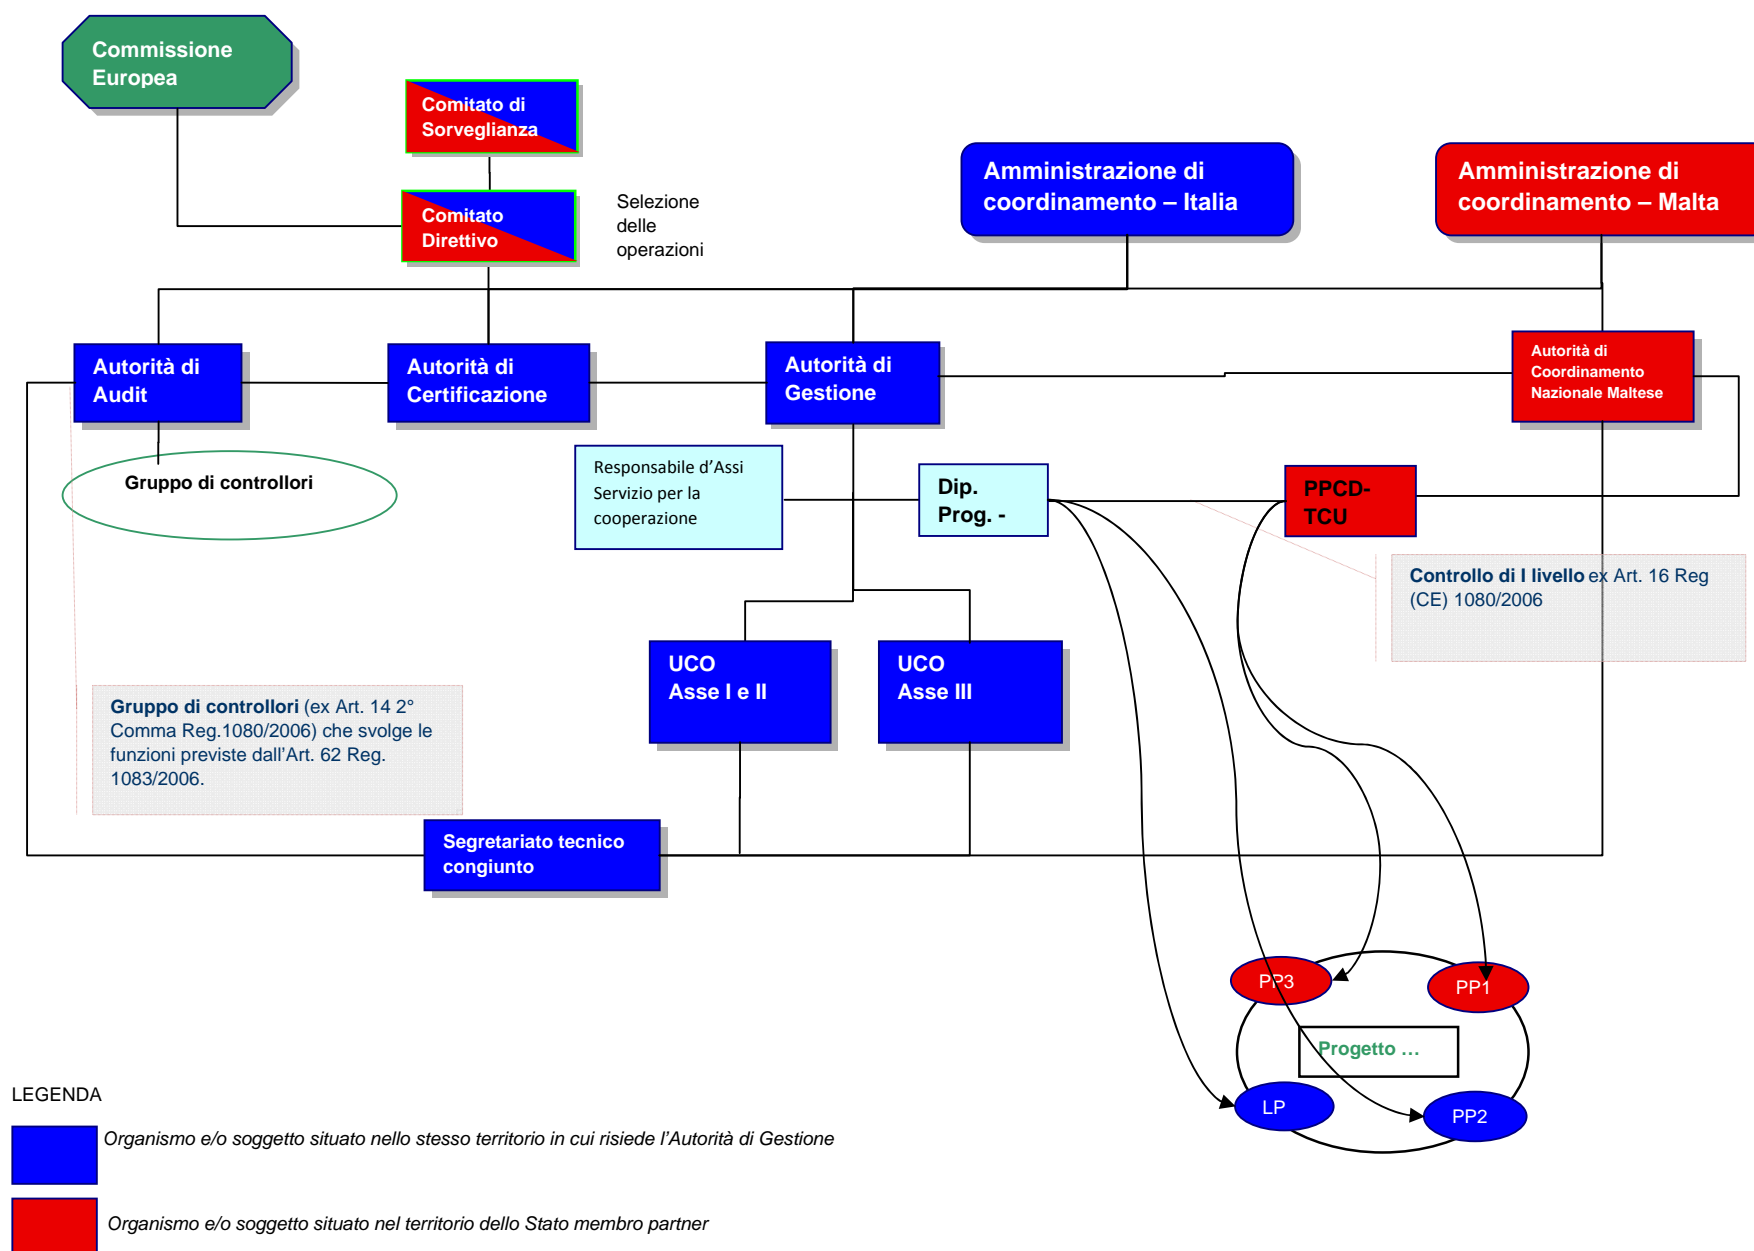 Commissione
Europea
Comitato di
Sorveglianza
Comitato
Direttivo
Selezione
delle
operazioni
Amministrazione di
coordinamento – Italia
Amministrazione di
coordinamento – Malta
Autorità di
Audit
Autorità di
Certificazione
Autorità di
Gestione
Autorità di
Coordinamento
Nazionale Maltese
Gruppo di controllori
Responsabile d'Assi
Servizio per la
cooperazione
Dip.
Prog. -
PPCD-
TCU
Controllo di I livello ex Art. 16 Reg
(CE) 1080/2006
UCO
Asse I e II
UCO
Asse III
Gruppo di controllori (ex Art. 14 2°
Comma Reg.1080/2006) che svolge le
funzioni previste dall'Art. 62 Reg.
1083/2006.
Segretariato tecnico
congiunto
PP3
PP1
Progetto ...
LP
PP2
LEGENDA
Organismo e/o soggetto situato nello stesso territorio in cui risiede l'Autorità di Gestione
Organismo e/o soggetto situato nel territorio dello Stato membro partner